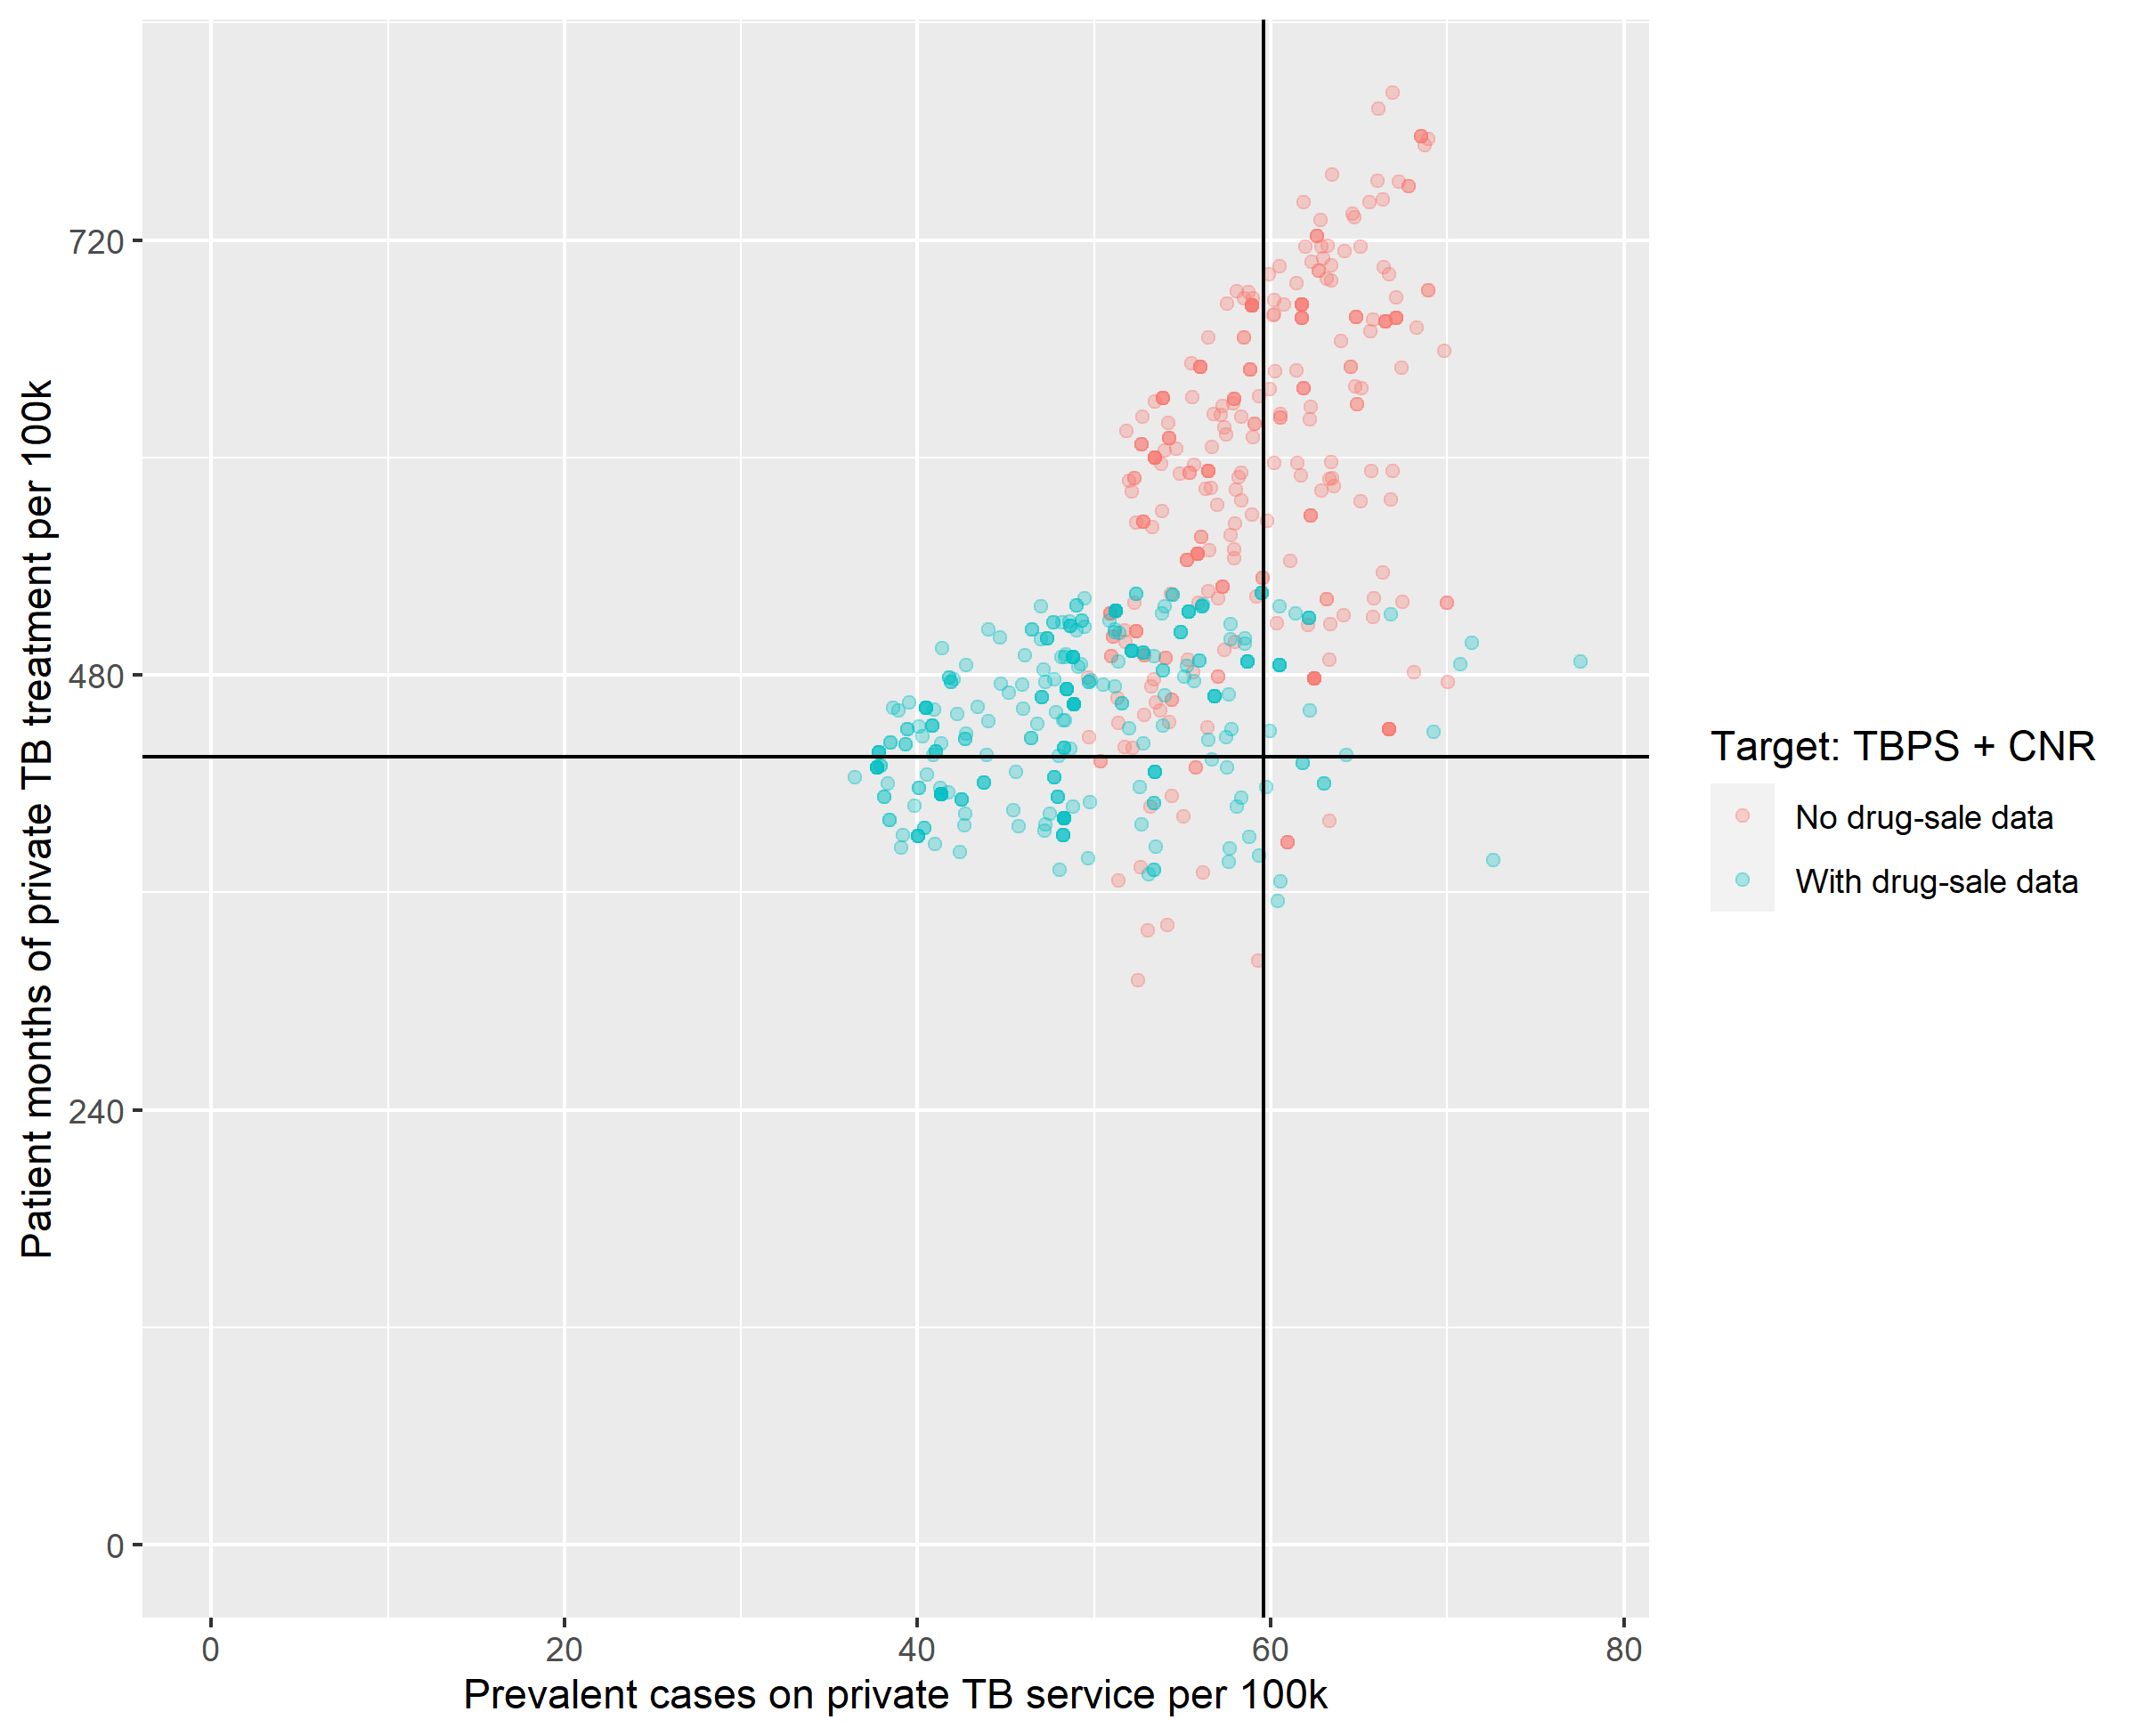 Patient months of private TB treatment per 100k
720
480
240
0
0 20 40 60 80
Prevalent cases on private TB service per 100k
Target: TBPS + CNR
No drug-sale data
With drug-sale data